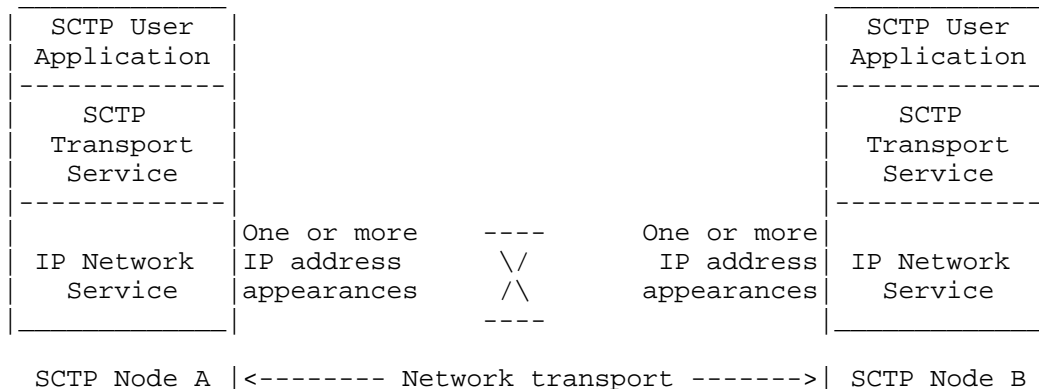 SCTP User SCTP User
Application Application
SCTP SCTP
Transport Transport
Service Service
One or more ---- One or more
IP Network IP address \/ IP address IP Network
Service appearances /\ appearances Service
----
SCTP Node A |<-------- Network transport ------->| SCTP Node B